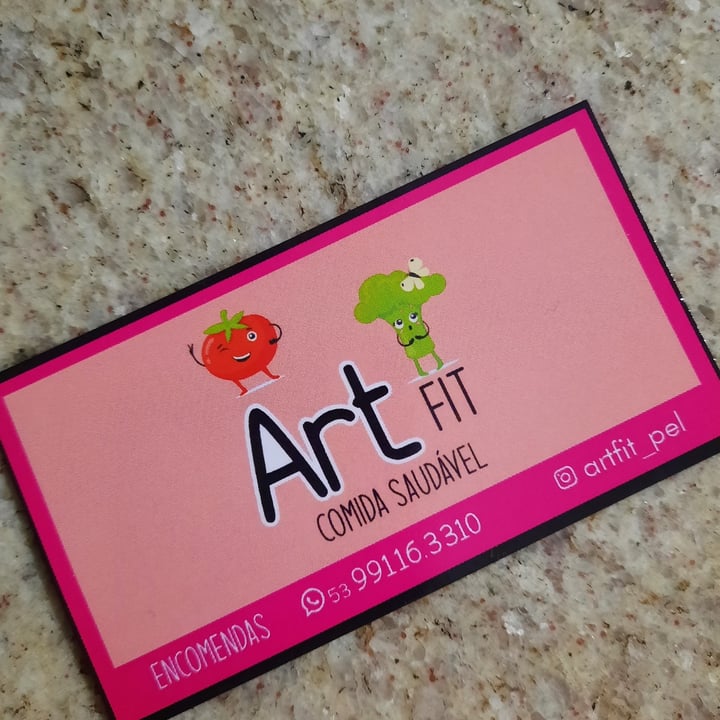 Art FIT
COMIDA SAUDÁVEL
ENCOMENDAS 53 99116.3310 artfit_pel